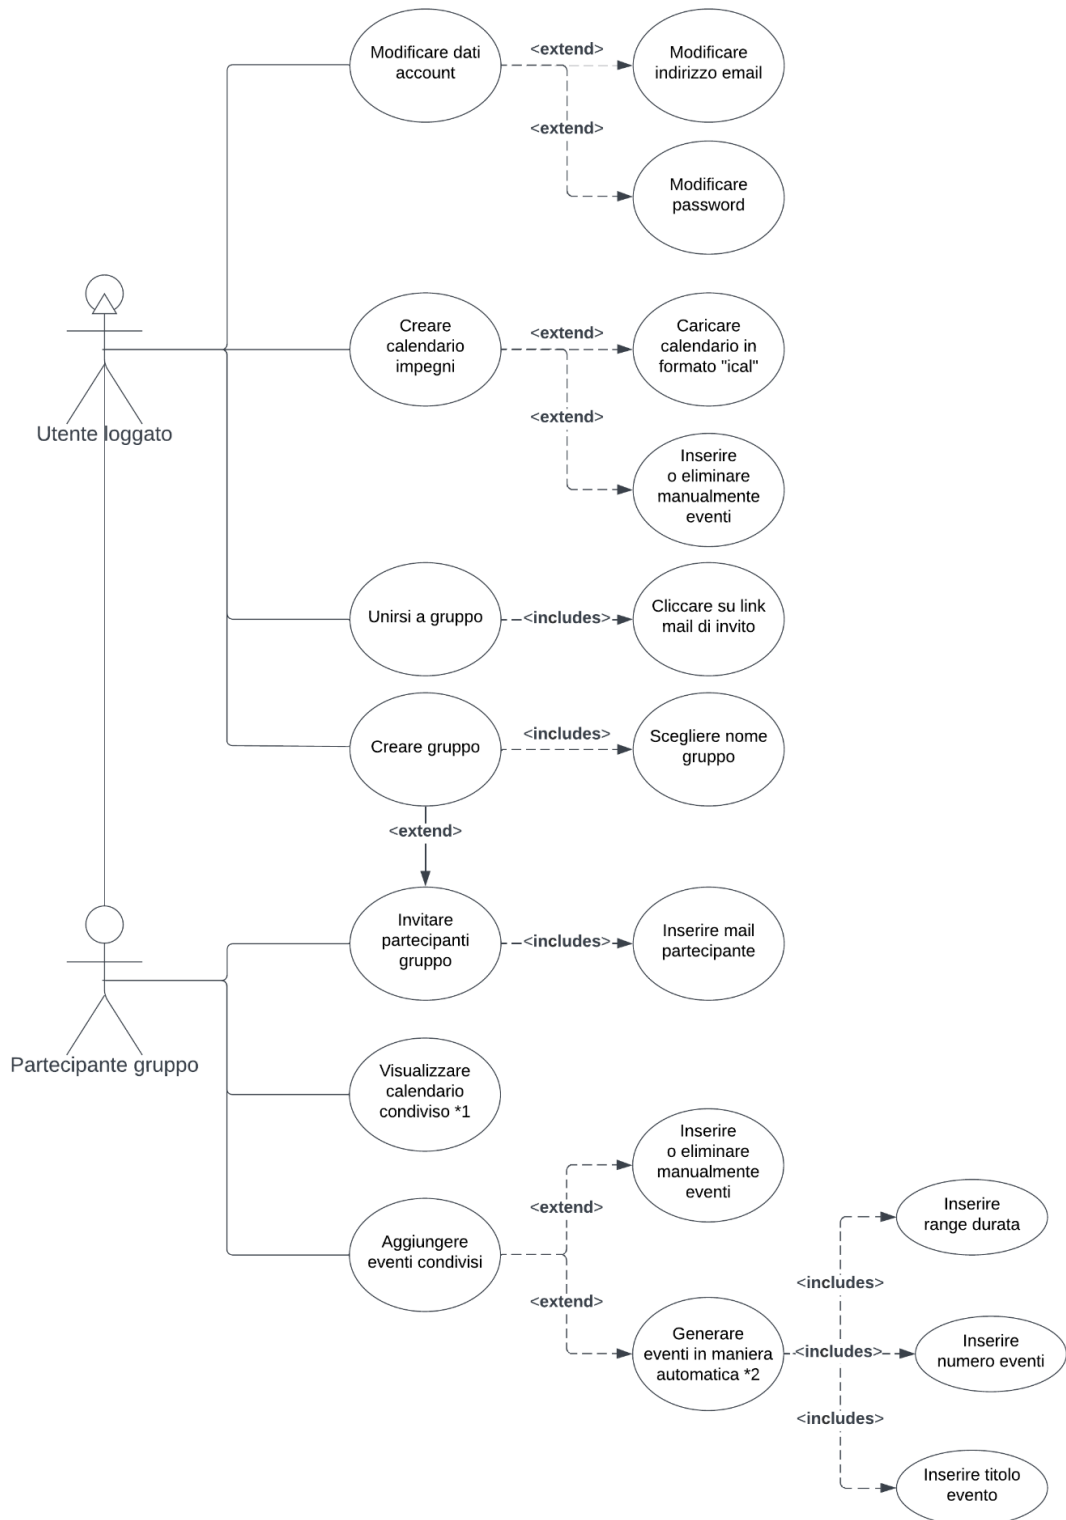 Modificare dati
account
<extend>
Modificare
indirizzo email
<extend>
Modificare
password
Utente loggato
Creare
calendario
impegni
<extend>
Caricare
calendario in
formato "ical"
<extend>
Inserire
o eliminare
manualmente
eventi
Unirsi a gruppo
<includes>
Cliccare su link
mail di invito
Creare gruppo
<includes>
Scegliere nome
gruppo
<extend>
Partecipante gruppo
Invitare
partecipanti
gruppo
<includes>
Inserire mail
partecipante
Visualizzare
calendario
condiviso *1
Aggiungere
eventi condivisi
<extend>
Inserire
o eliminare
manualmente
eventi
<extend>
Generare
eventi in maniera
automatica *2
<includes>
Inserire
range durata
<includes>
Inserire
numero eventi
<includes>
Inserire titolo
evento